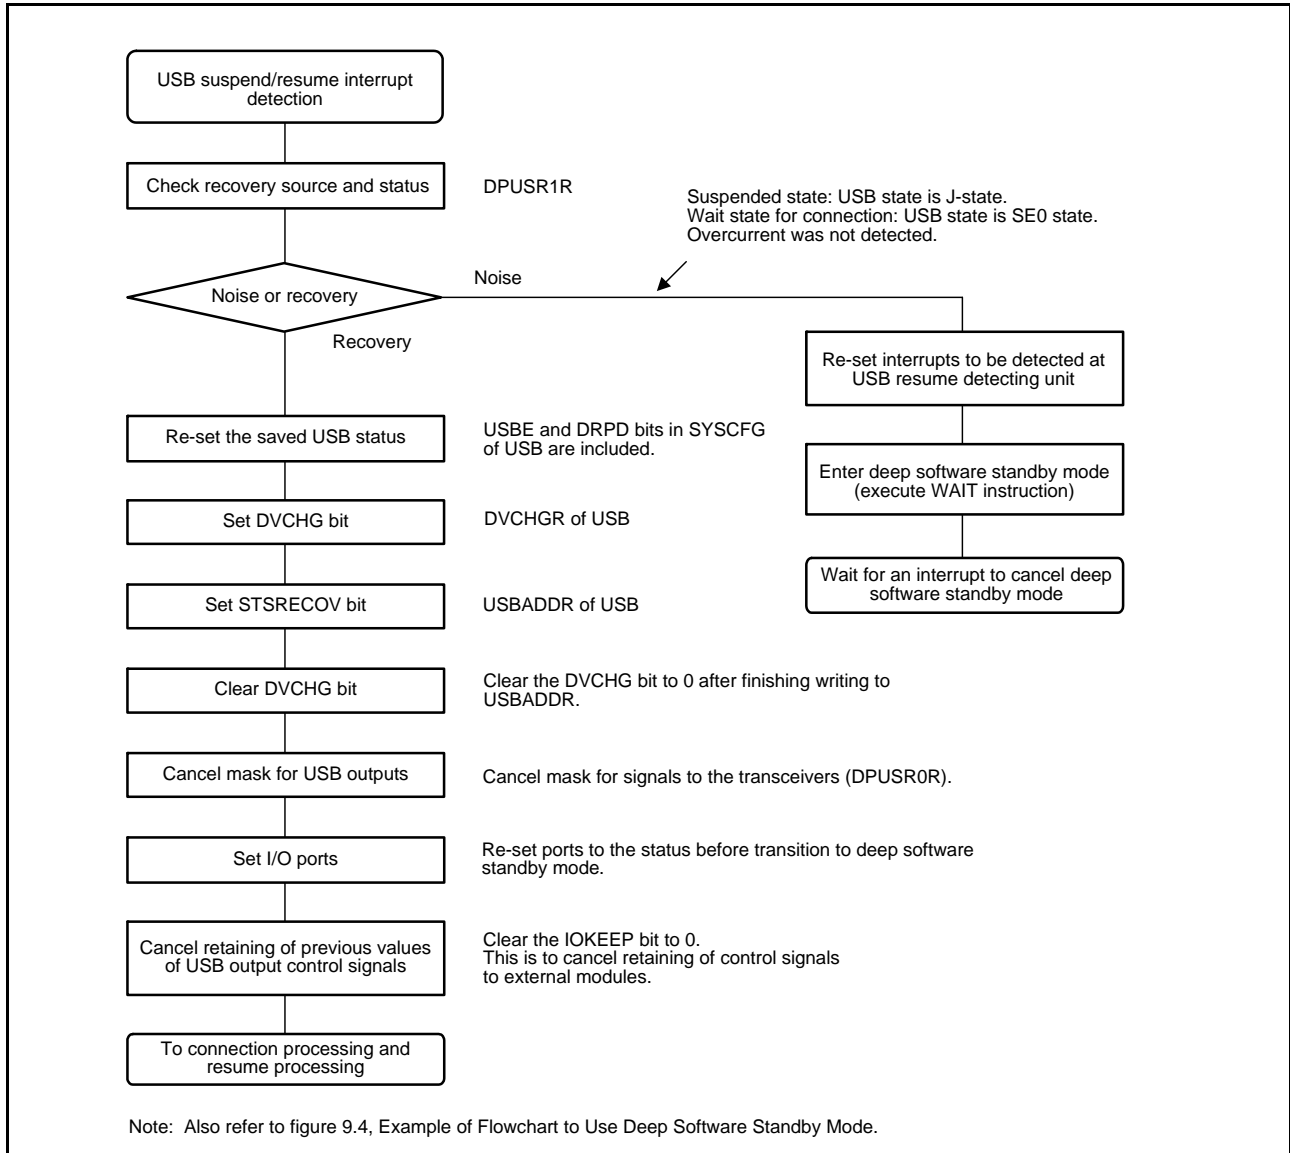 USB suspend/resume interrupt
detection
Check recovery source and status
DPUSR1R
Suspended state: USB state is J-state.
Wait state for connection: USB state is SE0 state.
Overcurrent was not detected.
Noise or recovery
Noise
Recovery
Re-set interrupts to be detected at
USB resume detecting unit
Enter deep software standby mode
(execute WAIT instruction)
Wait for an interrupt to cancel deep
software standby mode
Re-set the saved USB status
USBE and DRPD bits in SYSCFG
of USB are included.
Set DVCHG bit
DVCHGR of USB
Set STSRECOV bit
USBADDR of USB
Clear DVCHG bit
Clear the DVCHG bit to 0 after finishing writing to
USBADDR.
Cancel mask for USB outputs
Cancel mask for signals to the transceivers (DPUSR0R).
Set I/O ports
Re-set ports to the status before transition to deep software
standby mode.
Cancel retaining of previous values
of USB output control signals
Clear the IOKEEP bit to 0.
This is to cancel retaining of control signals
to external modules.
To connection processing and
resume processing
Note: Also refer to figure 9.4, Example of Flowchart to Use Deep Software Standby Mode.